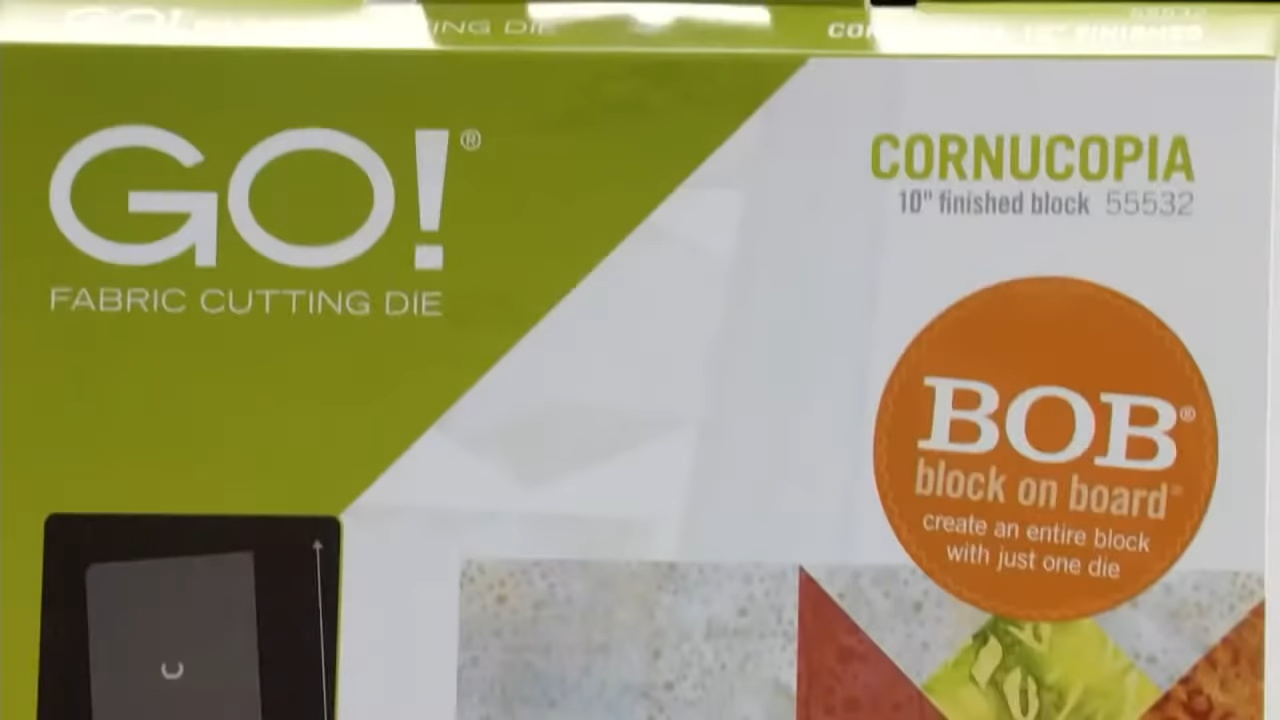 GO!®
FABRIC CUTTING DIE
CORNUCOPIA
10" finished block 55532
BOB®
block on board
create an entire block
with just one die